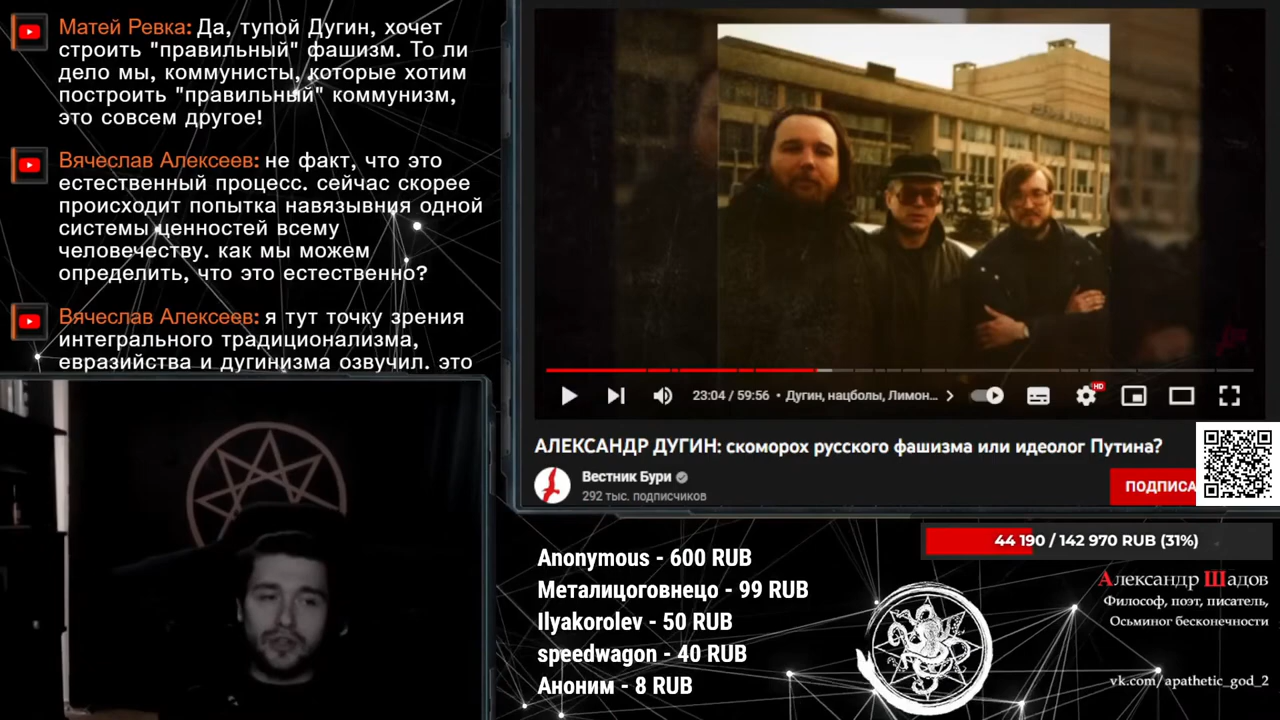 Матей Ревка: Да, тупой Дугин, хочет
строить "правильный" фашизм. То ли
дело мы, коммунисты, которые хотим
построить "правильный" коммунизм,
это совсем другое!
Вячеслав Алексеев: не факт, что это
естественный процесс. сейчас скорее
происходит попытка навязывния одной
системы ценностей всему
человечеству. как мы можем
определить, что это естественно?
Вячеслав Алексеев: я тут точку зрения
интегрального традиционализма,
евразийства и дугинизма озвучил. это
23:04 / 59:56 • Дугин, нацболы, Лимон...
HD
АЛЕКСАНДР ДУГИН: скоморох русского фашизма или идеолог Путина?
Вестник Бури
292 тыс. подписчиков
ПОДПИСА
44 190 / 142 970 RUB (31%)
Anonymous - 600 RUB
Металицоговнецо - 99 RUB
Ilyakorolev - 50 RUB
speedwagon - 40 RUB
Аноним - 8 RUB
Александр Шадов
Философ, поэт, писатель,
Осьминог бесконечности
vk.com/apathetic_god_2